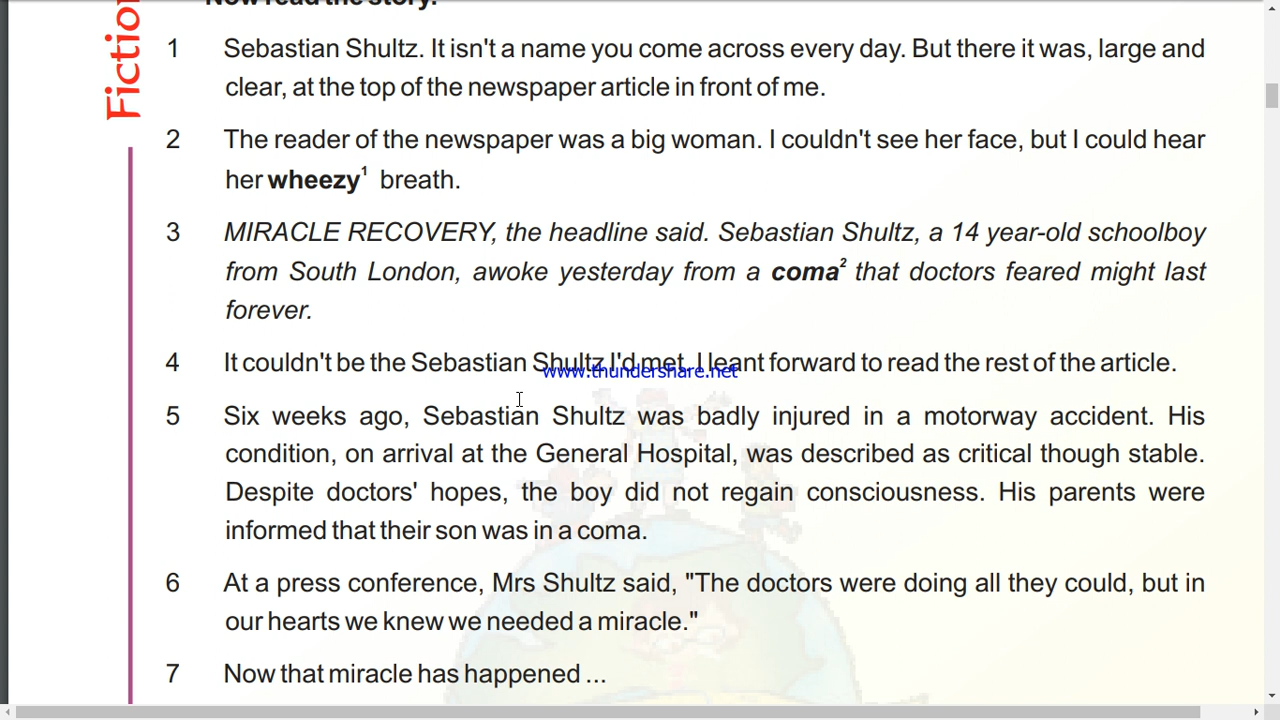 Now read the story.
Fiction
1 Sebastian Shultz. It isn't a name you come across every day. But there it was, large and
clear, at the top of the newspaper article in front of me.
2 The reader of the newspaper was a big woman. I couldn't see her face, but I could hear
her wheezy1 breath.
3 MIRACLE RECOVERY, the headline said. Sebastian Shultz, a 14 year-old schoolboy
from South London, awoke yesterday from a coma2 that doctors feared might last
forever.
4 It couldn't be the Sebastian Shultz I'd met. I leant forward to read the rest of the article.
www.thundershare.net
5 Six weeks ago, Sebastian Shultz was badly injured in a motorway accident. His
condition, on arrival at the General Hospital, was described as critical though stable.
Despite doctors' hopes, the boy did not regain consciousness. His parents were
informed that their son was in a coma.
6 At a press conference, Mrs Shultz said, "The doctors were doing all they could, but in
our hearts we knew we needed a miracle."
7 Now that miracle has happened ...